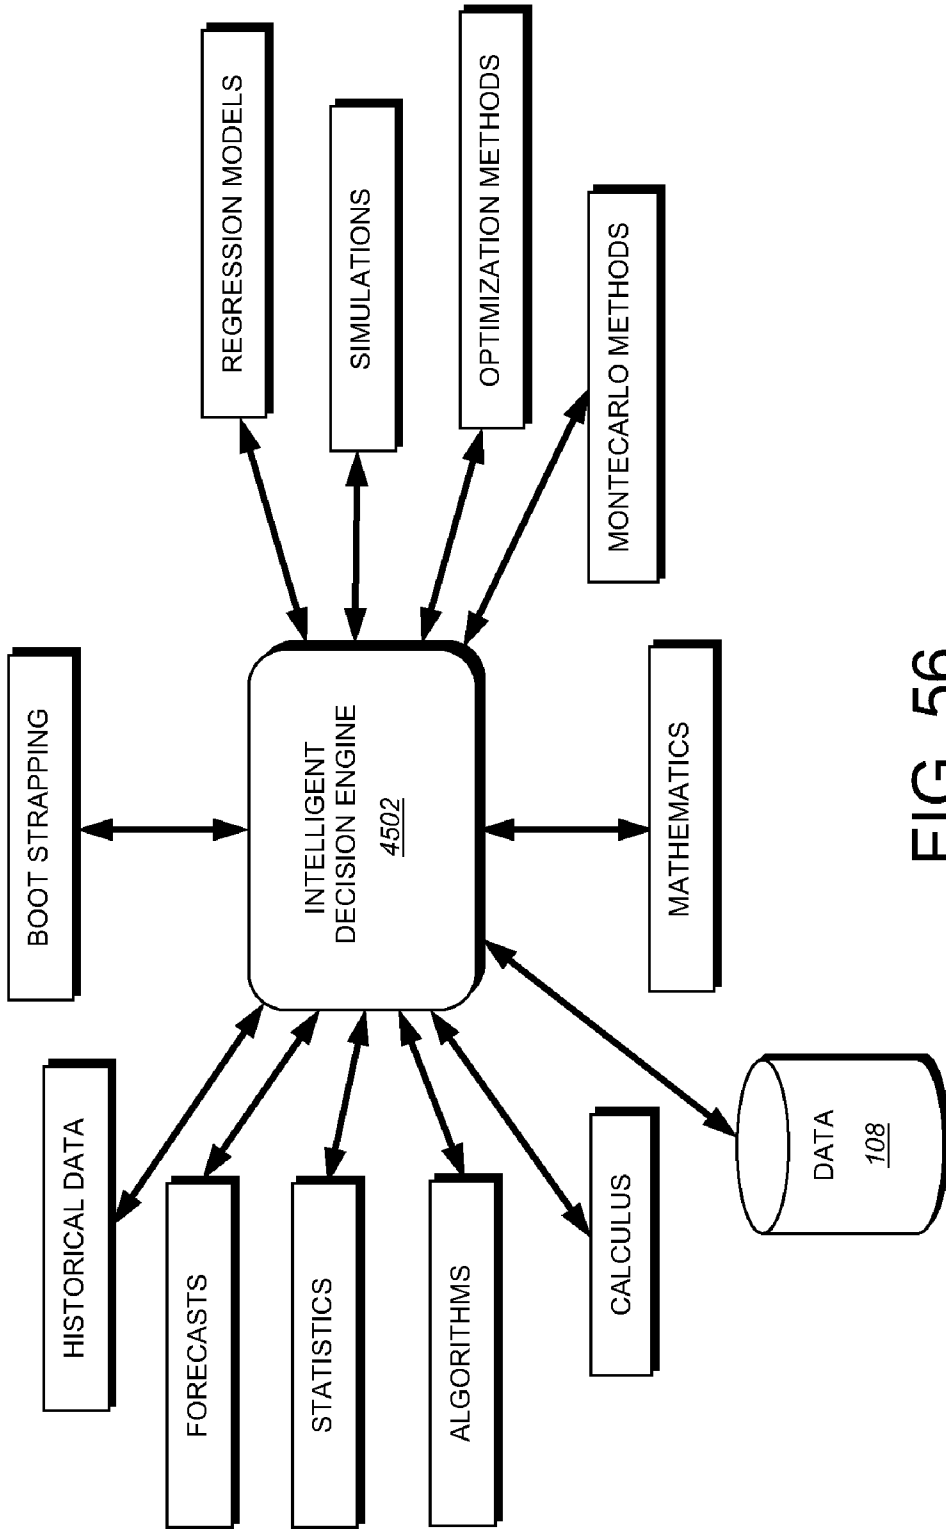 BOOT STRAPPING
HISTORICAL DATA
FORECASTS
STATISTICS
ALGORITHMS
CALCULUS
DATA
108
INTELLIGENT
DECISION ENGINE
4502
MATHEMATICS
REGRESSION MODELS
SIMULATIONS
OPTIMIZATION METHODS
MONTECARLO METHODS
FIG. 56